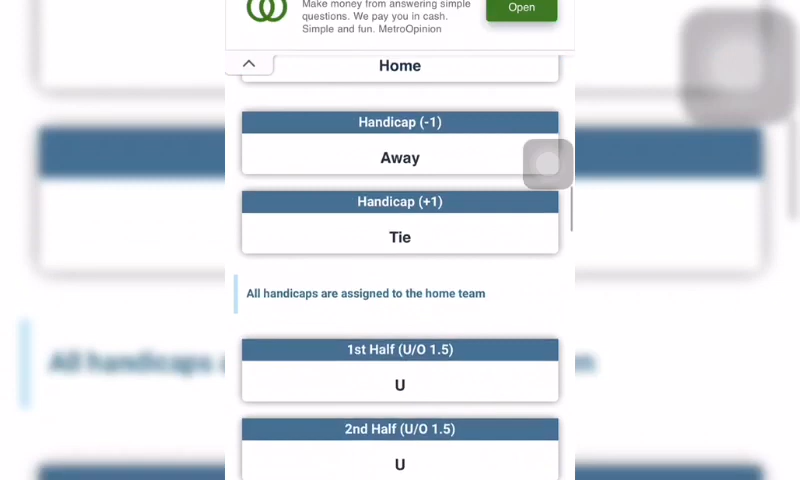 Make money from answering simple
questions. We pay you in cash.
Simple and fun. MetroOpinion
Open
Home
Handicap (-1)
Away
Handicap (+1)
Tie
All handicaps are assigned to the home team
1st Half (U/O 1.5)
U
2nd Half (U/O 1.5)
U